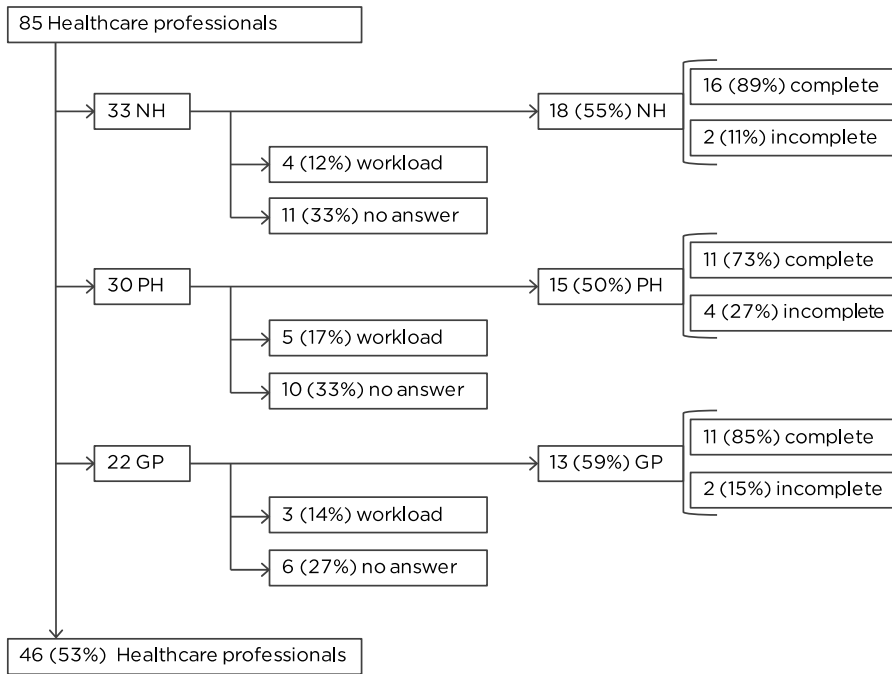 85 Healthcare professionals
33 NH
18 (55%) NH
16 (89%) complete
2 (11%) incomplete
4 (12%) workload
11 (33%) no answer
30 PH
15 (50%) PH
11 (73%) complete
4 (27%) incomplete
5 (17%) workload
10 (33%) no answer
22 GP
13 (59%) GP
11 (85%) complete
2 (15%) incomplete
3 (14%) workload
6 (27%) no answer
46 (53%) Healthcare professionals